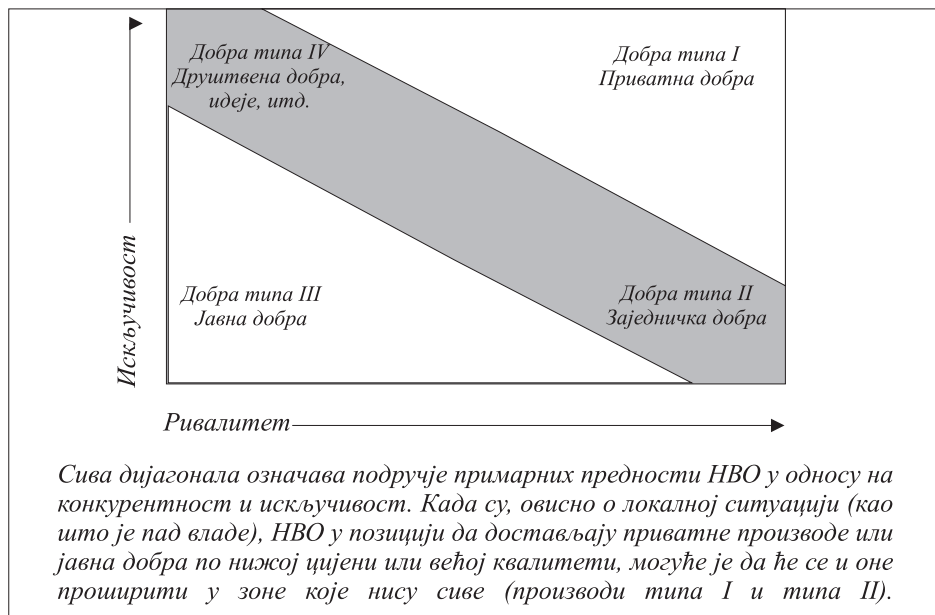 Добра типа IV
Друштвена добра,
идеје, итд.
Добра типа I
Приватна добра
Искључивост
Добра типа III
Јавна добра
Добра типа II
Заједничка добра
Ривалитет
Сива дијагонала означава подручје примарних предности НВО у односу на
конкурентност и искључивост. Када су, овисно о локалној ситуацији (као
што је пад владе), НВО у позицији да достављају приватне производе или
јавна добра по нижој цијени или већој квалитети, могуће је да ће се и оне
проширити у зоне које нису сиве (производи типа I и типа II).